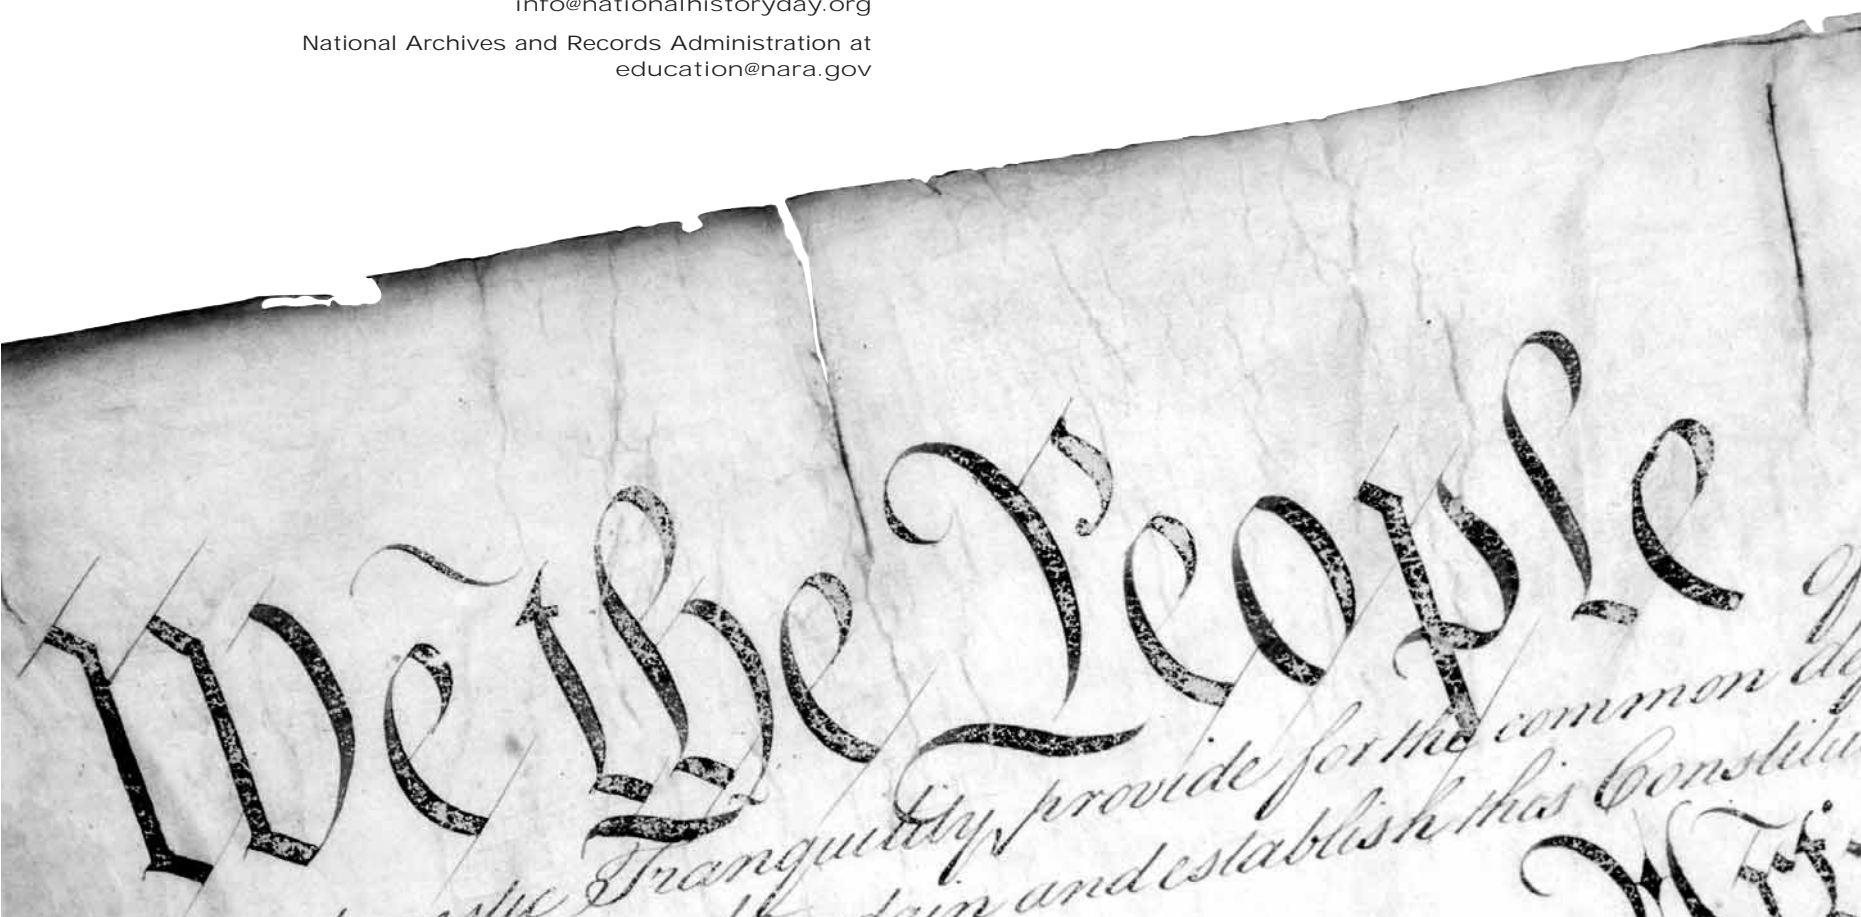 info@nationalhistoryday.org
National Archives and Records Administration at
education@nara.gov
We the People
Tranquility, provide for the common
and establish this